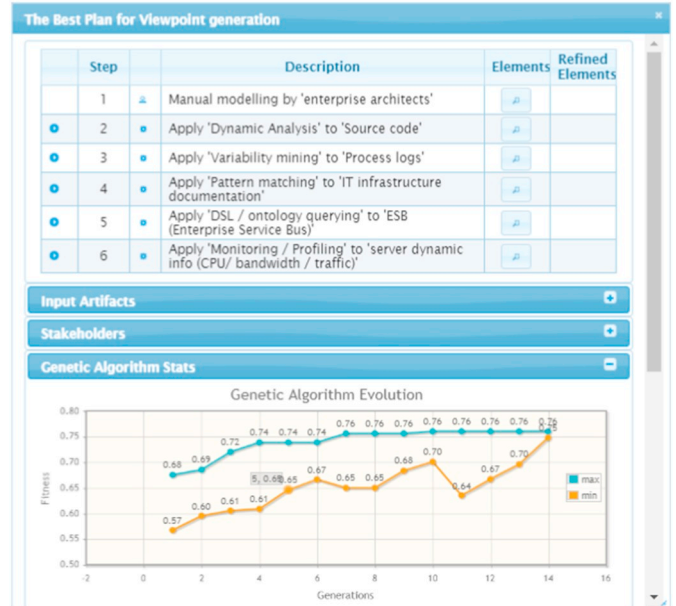 The Best Plan for Viewpoint generation
Step Description Elements Refined
Elements
1 Manual modelling by 'enterprise architects'
2 Apply 'Dynamic Analysis' to 'Source code'
3 Apply 'Variability mining' to 'Process logs'
4 Apply 'Pattern matching' to 'IT infrastructure
documentation'
5 Apply 'DSL / ontology querying' to 'ESB
(Enterprise Service Bus)'
6 Apply 'Monitoring / Profiling' to 'server dynamic
info (CPU/ bandwidth / traffic)'
Input Artifacts
Stakeholders
Genetic Algorithm Stats
Genetic Algorithm Evolution
0.80
0.75
0.70
0.65
0.60
0.55
0.50
Fitness
0.68 0.69 0.72 0.74 0.74 0.74 0.76 0.76 0.76 0.76 0.76 0.76 0.76 0.76
0.57 0.60 0.61 0.61 0.65 0.67 0.65 0.65 0.68 0.70 0.64 0.67 0.70 0.75
max
min
-2 0 2 4 6 8 10 12 14 16
Generations